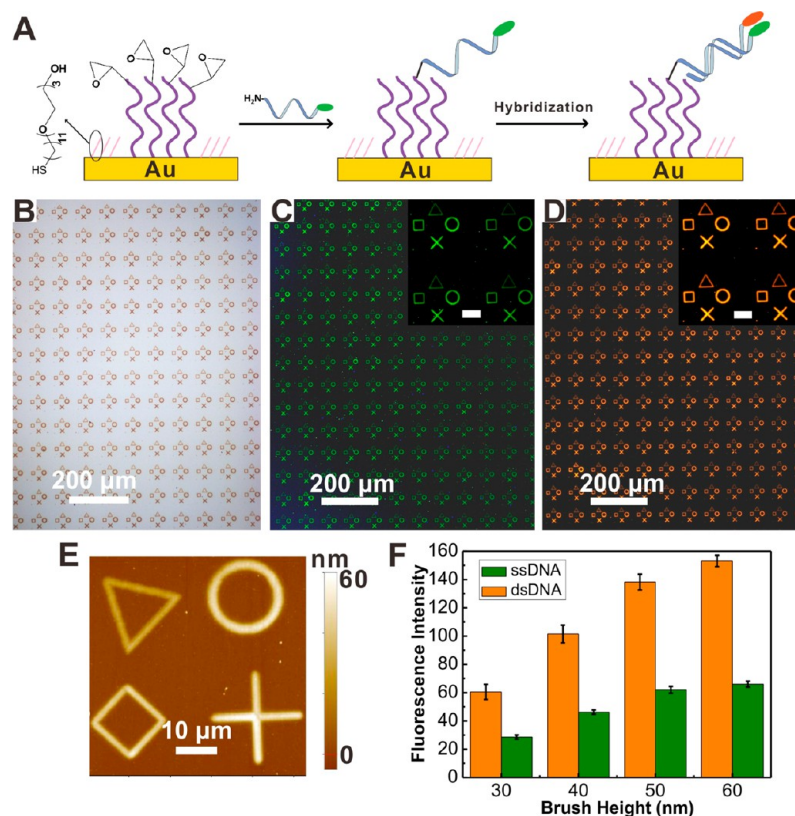 A
OH
3
O
11
HS
O
O
O
O
Au
H₂N
Au
Hybridization
Au
B
200 µm
C
200 µm
D
200 µm
E
nm
60
0
10 µm
F
160
140
120
100
80
60
40
20
0
Fluorescence Intensity
ssDNA
dsDNA
30
40
50
60
Brush Height (nm)